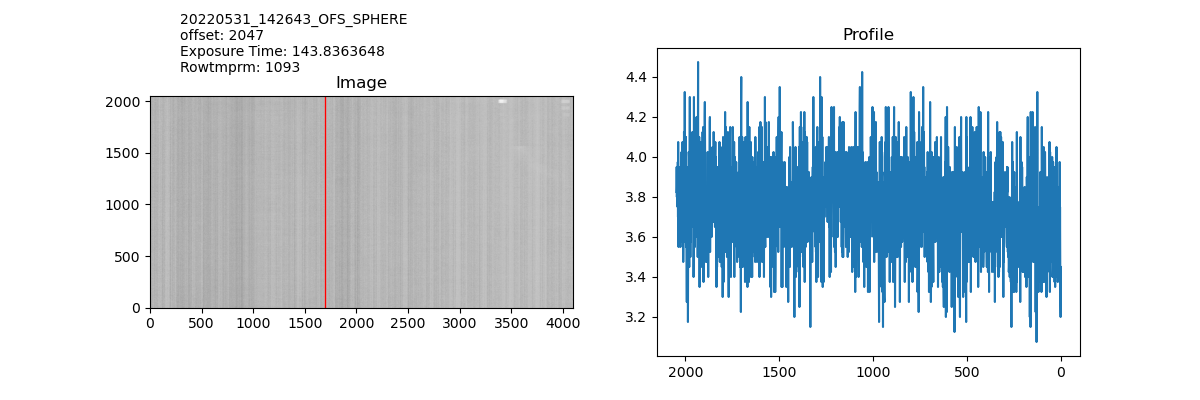 20220531_142643_OFS_SPHERE
offset: 2047
Exposure Time: 143.8363648
Rowtmprm: 1093
Image
2000
1500
1000
500
0
0 500 1000 1500 2000 2500 3000 3500 4000
Profile
4.4
4.2
4.0
3.8
3.6
3.4
3.2
2000 1500 1000 500 0